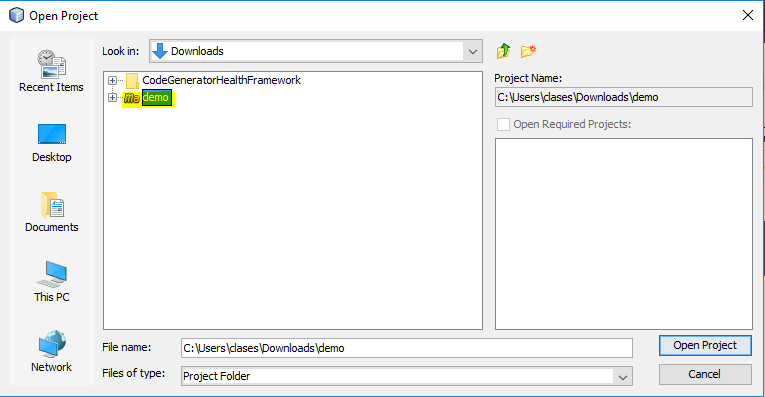 Open Project
Look in:
Downloads
Recent Items
Desktop
Documents
This PC
Network
CodeGeneratorHealthFramework
ma demo
Project Name:
C:\Users\clases\Downloads\demo
Open Required Projects:
File name:
C:\Users\clases\Downloads\demo
Open Project
Files of type:
Project Folder
Cancel